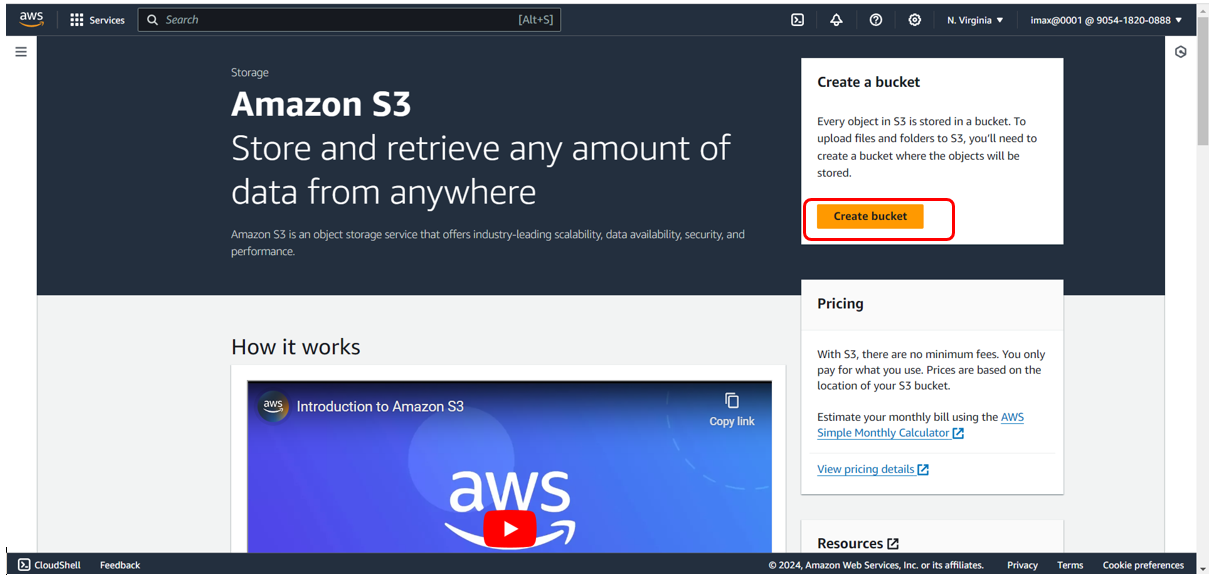 aws
Services
Search
[Alt+S]
N. Virginia
imax@0001 @ 9054-1820-0888
Storage
Amazon S3
Store and retrieve any amount of
data from anywhere
Amazon S3 is an object storage service that offers industry-leading scalability, data availability, security, and
performance.
Create a bucket
Every object in S3 is stored in a bucket. To
upload files and folders to S3, you'll need to
create a bucket where the objects will be
stored.
Create bucket
How it works
aws
Introduction to Amazon S3
Copy link
aws
Pricing
With S3, there are no minimum fees. You only
pay for what you use. Prices are based on the
location of your S3 bucket.
Estimate your monthly bill using the AWS
Simple Monthly Calculator
View pricing details
Resources
CloudShell
Feedback
© 2024, Amazon Web Services, Inc. or its affiliates.
Privacy
Terms
Cookie preferences